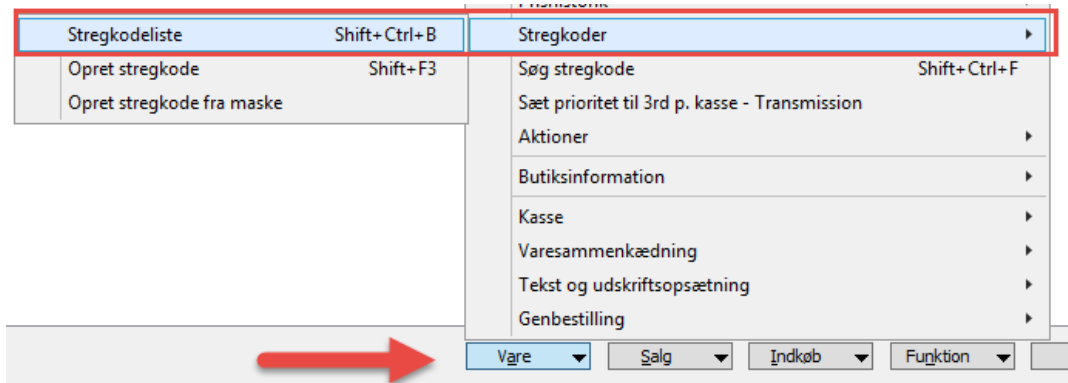 Stregkodeliste Shift+Ctrl+B
Opret stregkode Shift+F3
Opret stregkode fra maske
Stregkoder
Søg stregkode Shift+Ctrl+F
Sæt prioritet til 3rd p. kasse - Transmission
Aktioner
Butiksinformation
Kasse
Varesammenkædning
Tekst og udskriftsopsætning
Genbestilling
Vare Salg Indkøb Funktion